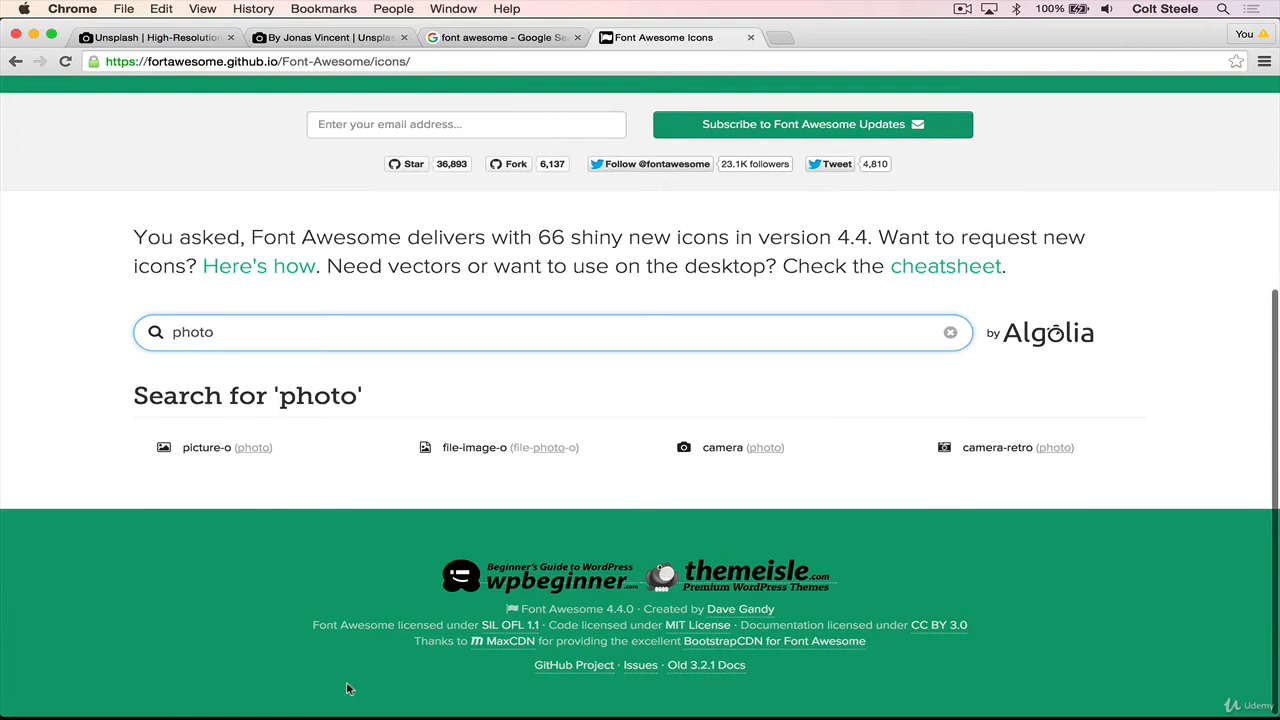 Chrome File Edit View History Bookmarks People Window Help 100% Colt Steele
Unsplash | High-Resolution By Jonas Vincent | Unspla font awesome - Google Se Font Awesome Icons You
https://fortawesome.github.io/Font-Awesome/icons/
Enter your email address... Subscribe to Font Awesome Updates
Star 36,893 Fork 6,137 Follow @fontawesome 23.1K followers Tweet 4,810
You asked, Font Awesome delivers with 66 shiny new icons in version 4.4. Want to request new
icons? Here's how. Need vectors or want to use on the desktop? Check the cheatsheet.
photo by Algolia
Search for 'photo'
picture-o (photo) file-image-o (file-photo-o) camera (photo) camera-retro (photo)
Beginner's Guide to WordPress
wpbeginner.com
themeisle.com
Premium WordPress Themes
Font Awesome 4.4.0 · Created by Dave Gandy
Font Awesome licensed under SIL OFL 1.1 · Code licensed under MIT License · Documentation licensed under CC BY 3.0
Thanks to MaxCDN for providing the excellent BootstrapCDN for Font Awesome
GitHub Project · Issues · Old 3.2.1 Docs
Udemy